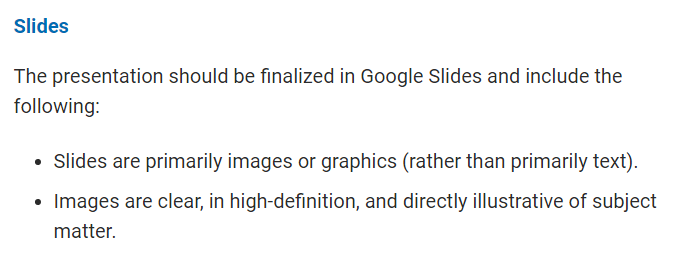 Slides
The presentation should be finalized in Google Slides and include the
following:
• Slides are primarily images or graphics (rather than primarily text).
• Images are clear, in high-definition, and directly illustrative of subject
matter.